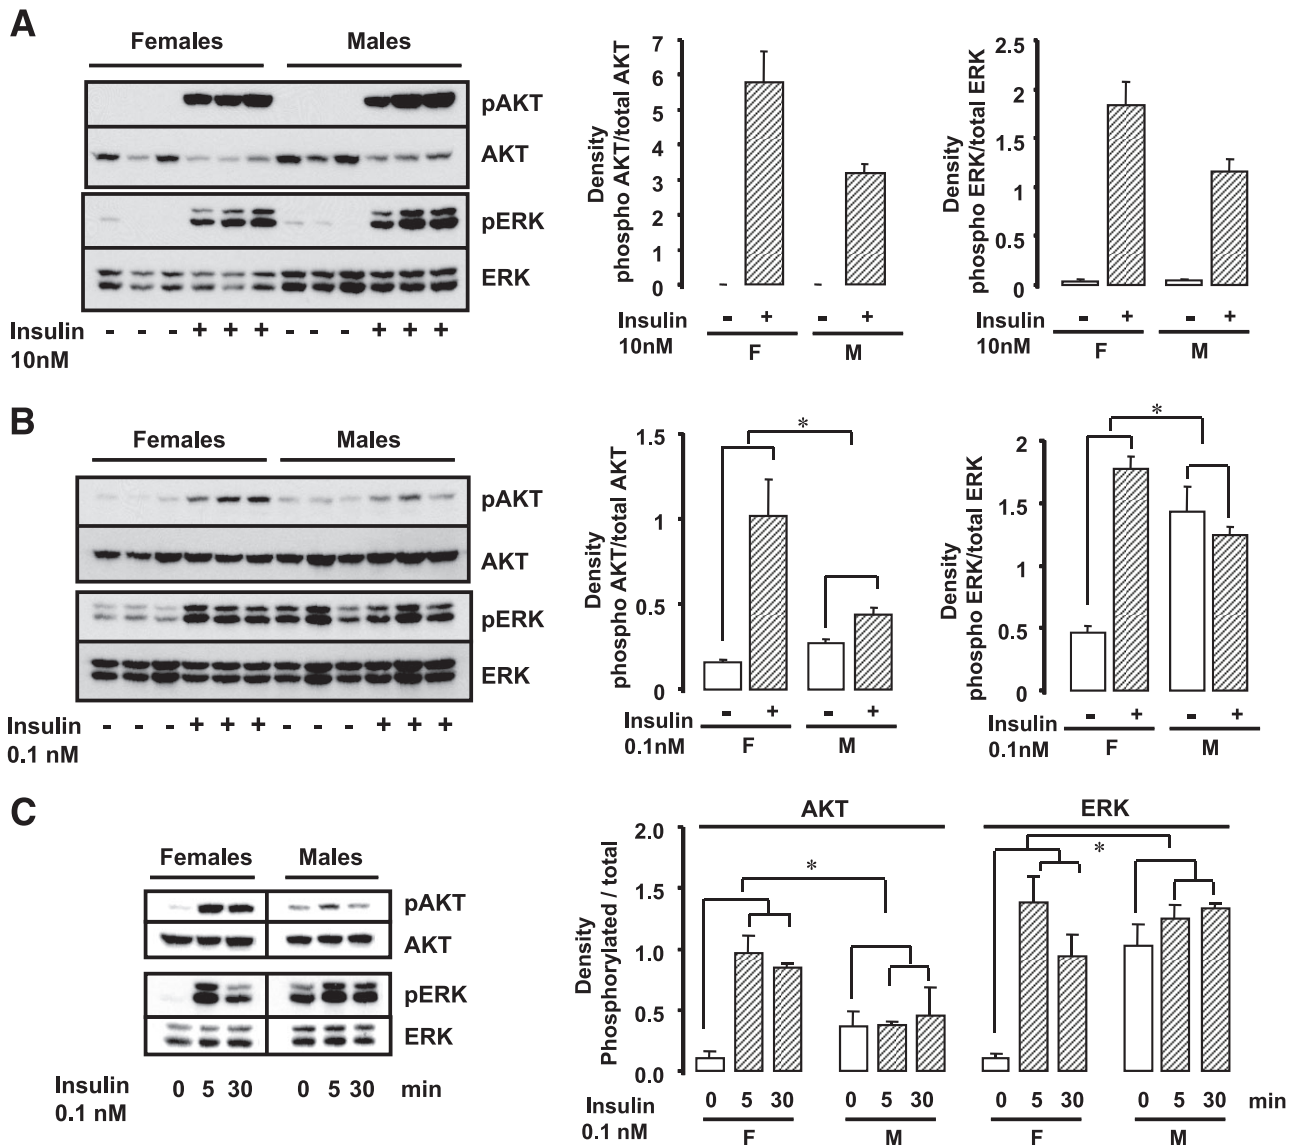 A
Females Males
pAKT
AKT
pERK
ERK
Insulin - - - + + + - - - + + +
10nM
Density
phospho AKT/total AKT
7
6
5
4
3
2
1
0
Insulin - + - +
10nM F M
Density
phospho ERK/total ERK
2.5
2
1.5
1
0.5
0
Insulin - + - +
10nM F M
B
Females Males
pAKT
AKT
pERK
ERK
Insulin - - - + + + - - - + + +
0.1 nM
Density
phospho AKT/total AKT
1.5
1
0.5
0
*
Insulin - + - +
0.1nM F M
Density
phospho ERK/total ERK
2
1.5
1
0.5
0
*
Insulin - + - +
0.1nM F M
C
Females Males
pAKT
AKT
pERK
ERK
Insulin 0 5 30 0 5 30 min
0.1 nM
AKT ERK
Density
Phosphorylated / total
2.0
1.5
1.0
0.5
0.0
* *
Insulin 0 5 30 0 5 30 0 5 30 0 5 30 min
0.1 nM F M F M